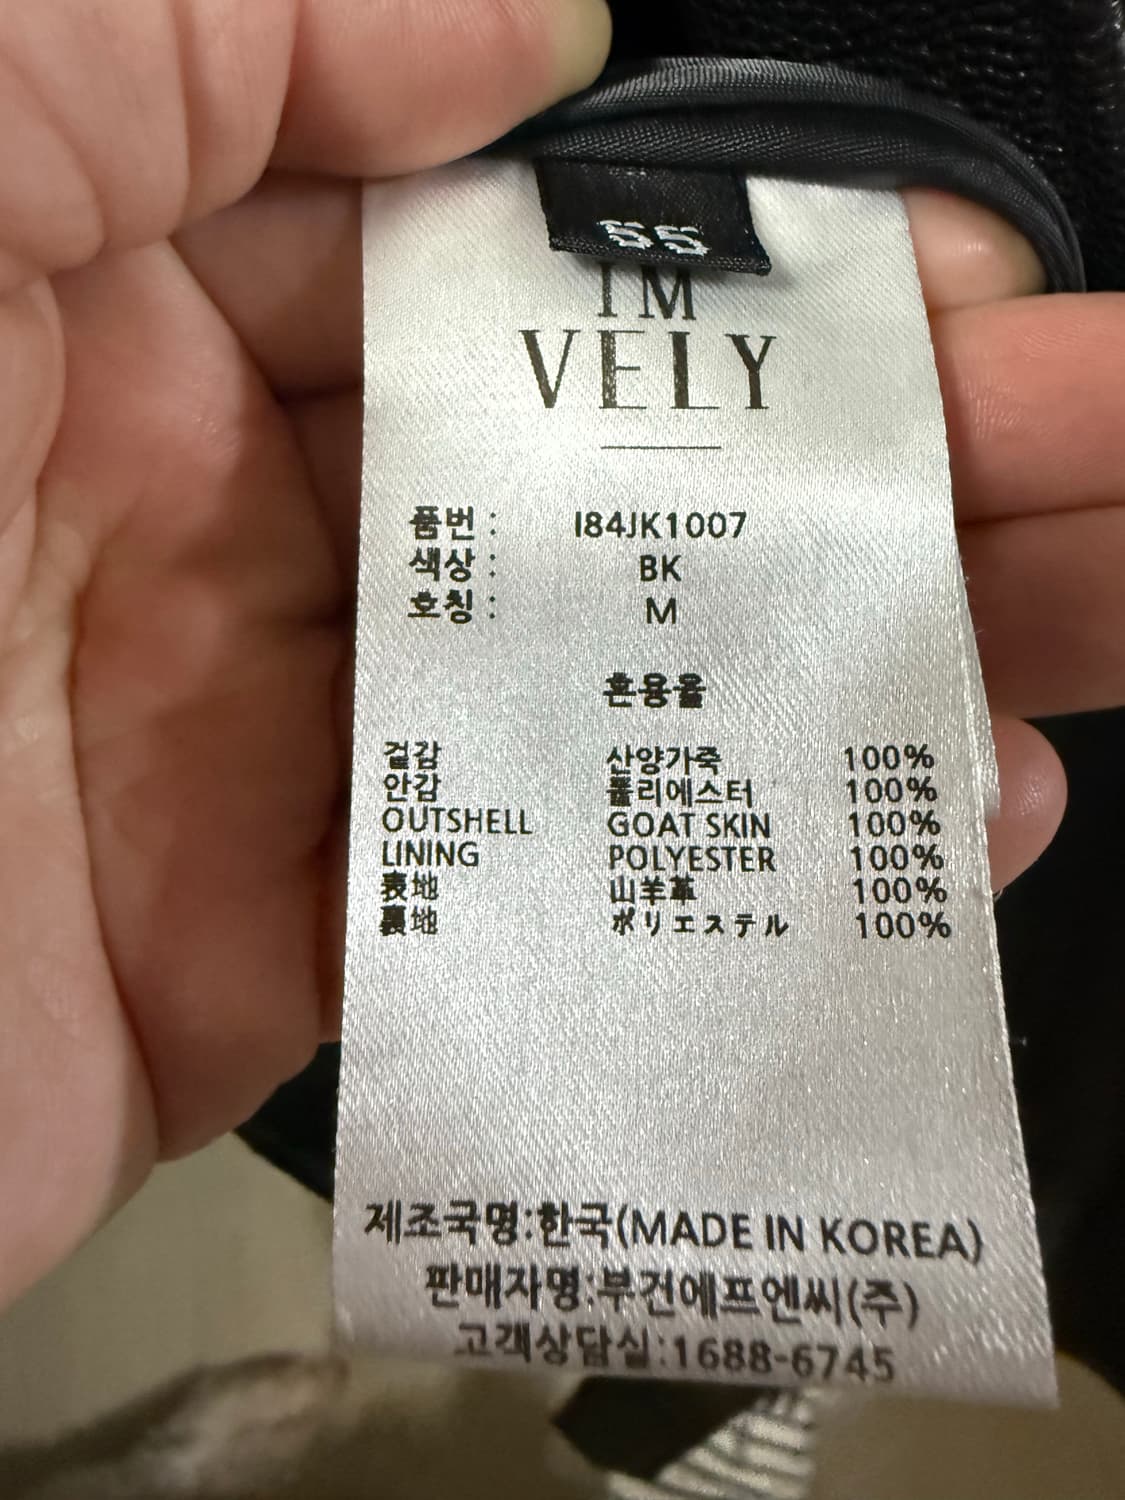 55
I'M
VELY
품번 : I84JK1007
색상 : BK
호칭 : M
혼용율
겉감 산양가죽 100%
안감 폴리에스터 100%
OUTSHELL GOAT SKIN 100%
LINING POLYESTER 100%
表地 山羊革 100%
裏地 ポリエステル 100%
제조국명:한국(MADE IN KOREA)
판매자명:부건에프엔씨(주)
고객상담실:1688-6745